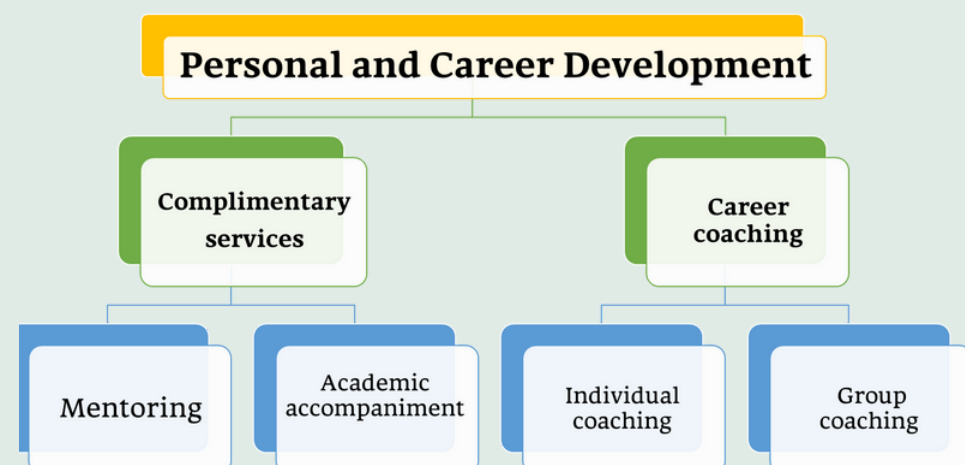 Personal and Career Development
Complimentary
services
Career
coaching
Mentoring
Academic
accompaniment
Individual
coaching
Group
coaching